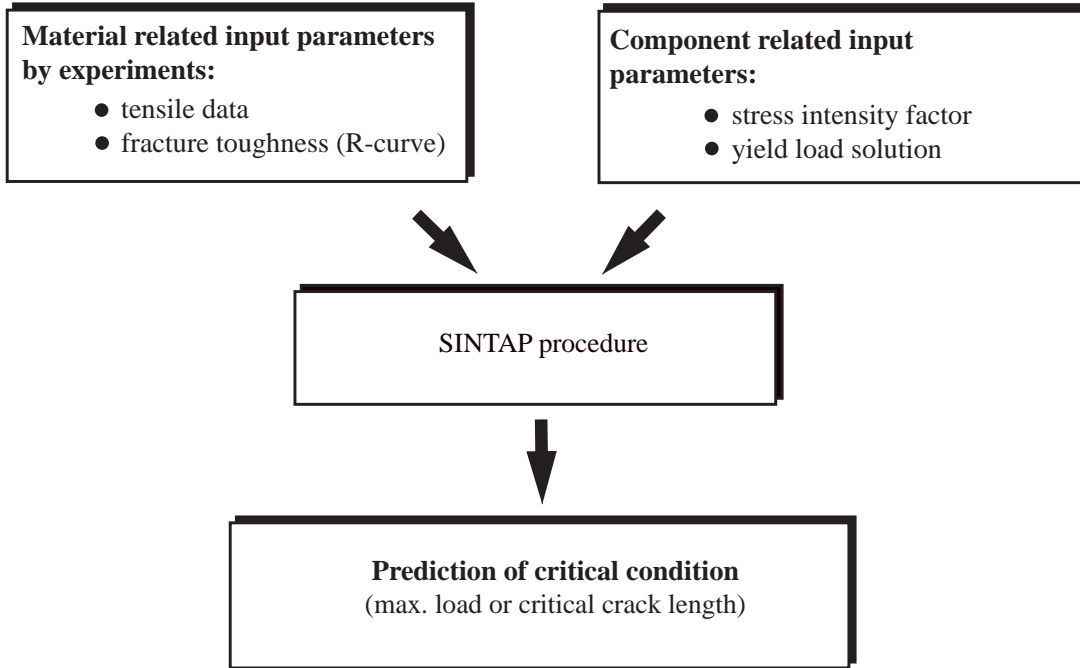 Material related input parameters
by experiments:
● tensile data
● fracture toughness (R-curve)
Component related input
parameters:
● stress intensity factor
● yield load solution
SINTAP procedure
Prediction of critical condition
(max. load or critical crack length)